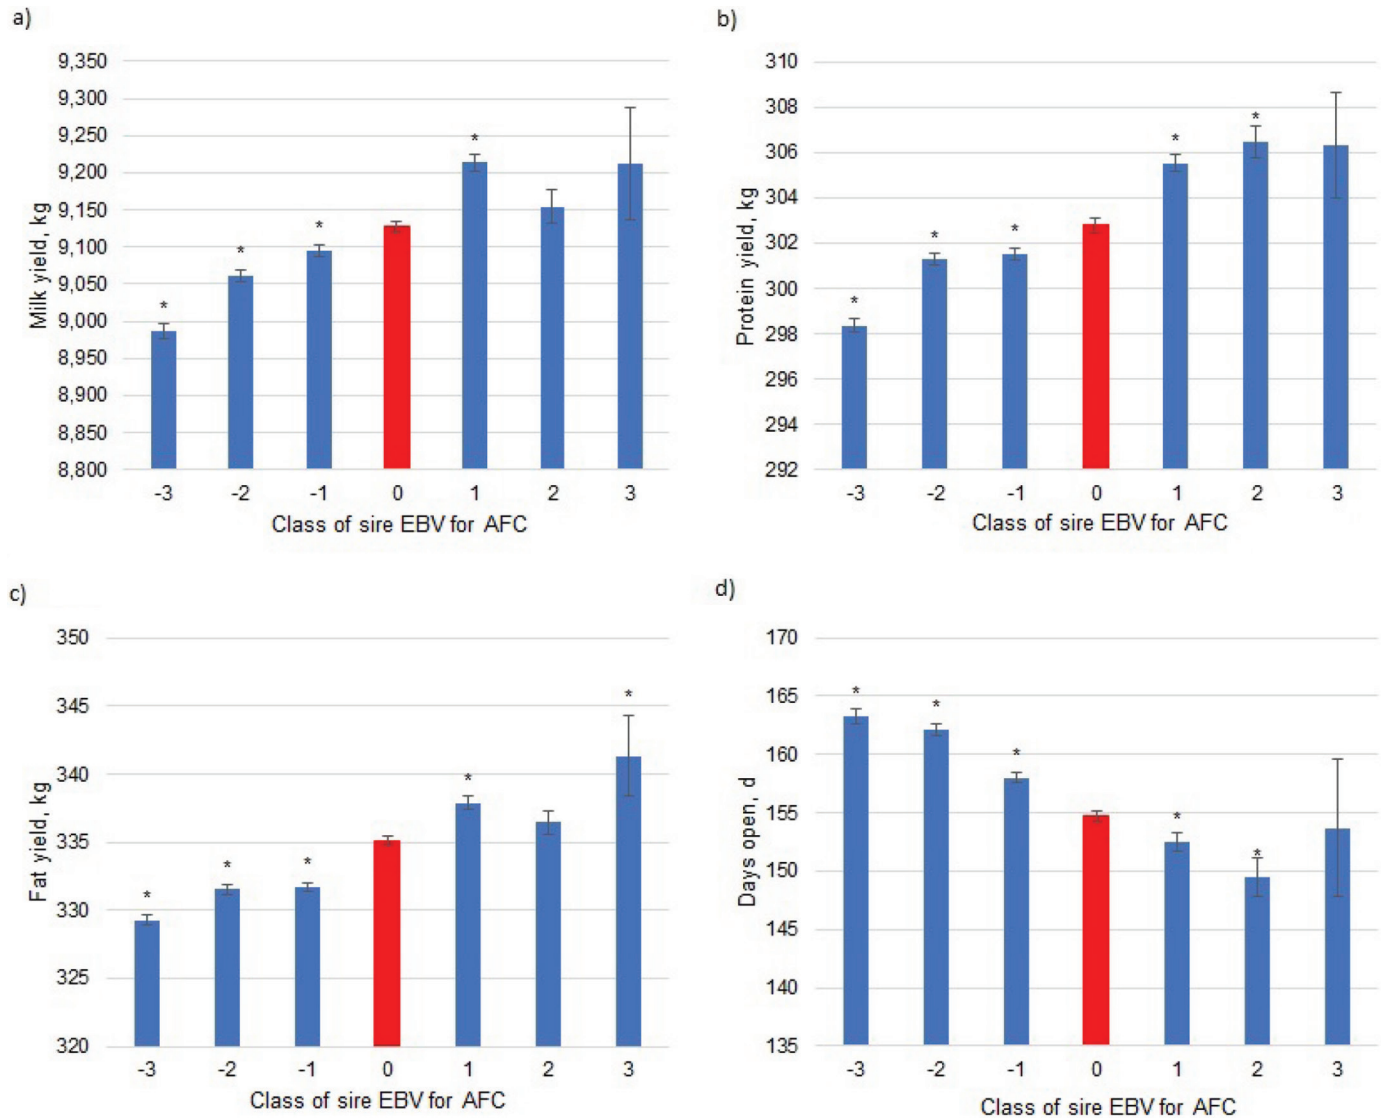 a)
9,350
9,300
9,250
9,200
9,150
9,100
9,050
9,000
8,950
8,900
8,850
8,800
Milk yield, kg
* * * *
-3 -2 -1 0 1 2 3
Class of sire EBV for AFC
b)
310
308
306
304
302
300
298
296
294
292
Protein yield, kg
* * * * *
-3 -2 -1 0 1 2 3
Class of sire EBV for AFC
c)
350
345
340
335
330
325
320
Fat yield, kg
* * * * *
-3 -2 -1 0 1 2 3
Class of sire EBV for AFC
d)
170
165
160
155
150
145
140
135
Days open, d
* * * * *
-3 -2 -1 0 1 2 3
Class of sire EBV for AFC